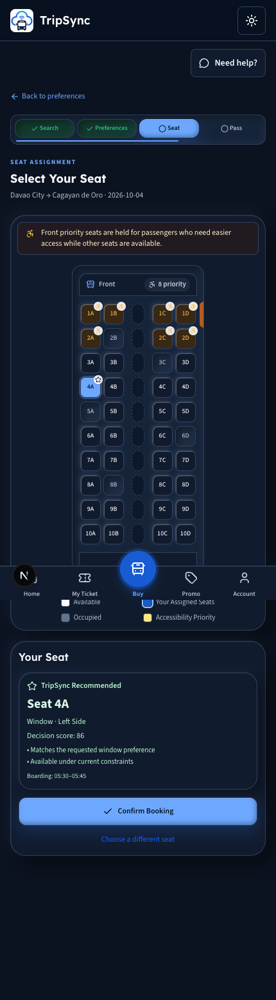 TripSync
Need help?
Back to preferences
Search Preferences Seat Pass
SEAT ASSIGNMENT
Select Your Seat
Davao City → Cagayan de Oro · 2026-10-04
Front priority seats are held for passengers who need easier
access while other seats are available.
Front 8 priority
1A 1B 1C 1D
2A 2B 2C 2D
3A 3B 3C 3D
4A 4B 4C 4D
5A 5B 5C 5D
6A 6B 6C 6D
7A 7B 7C 7D
8A 8B 8C 8D
9A 9B 9C 9D
10A 10B 10C 10D
N
Home My Ticket Buy Promo Account
Available Your Assigned Seats
Occupied Accessibility Priority
Your Seat
TripSync Recommended
Seat 4A
Window · Left Side
Decision score: 86
• Matches the requested window preference
• Available under current constraints
Boarding: 05:30–05:45
Confirm Booking
Choose a different seat